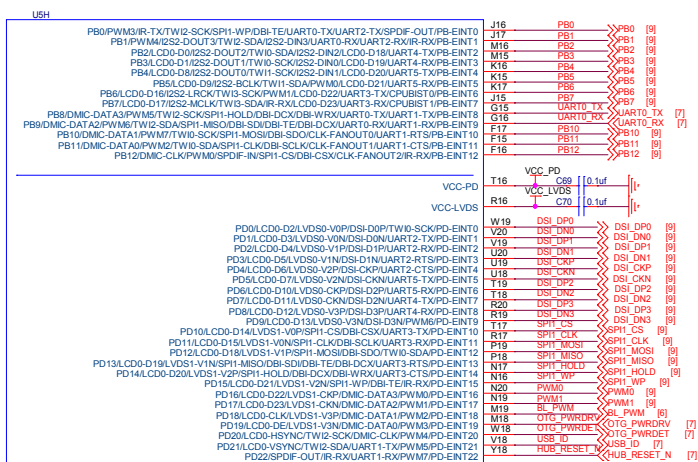 U5H
PB0/PWM3/IR-TX/TWI2-SCK/SPI1-WP/DBI-TE/UART0-TX/UART2-TX/SPDIF-OUT/PB-EINT0 J16 PB0 PB0 [9]
PB1/PWM4/I2S2-DOUT3/TWI2-SDA/I2S2-DIN3/UART0-RX/UART2-RX/IR-RX/PB-EINT1 J17 PB1 PB1 [9]
PB2/LCD0-D0/I2S2-DOUT2/TWI0-SDA/I2S2-DIN2/LCD0-D18/UART4-TX/PB-EINT2 M16 PB2 PB2 [9]
PB3/LCD0-D1/I2S2-DOUT1/TWI0-SCK/I2S2-DIN0/LCD0-D19/UART4-RX/PB-EINT3 M15 PB3 PB3 [9]
PB4/LCD0-D8/I2S2-DOUT0/TWI1-SCK/I2S2-DIN1/LCD0-D20/UART5-TX/PB-EINT4 K16 PB4 PB4 [9]
PB5/LCD0-D9/I2S2-BCLK/TWI1-SDA/PWM0/LCD0-D21/UART5-RX/PB-EINT5 K15 PB5 PB5 [9]
PB6/LCD0-D16/I2S2-LRCK/TWI3-SCK/PWM1/LCD0-D22/UART3-TX/CPUBIST0/PB-EINT6 K17 PB6 PB6 [9]
PB7/LCD0-D17/I2S2-MCLK/TWI3-SDA/IR-RX/LCD0-D23/UART3-RX/CPUBIST1/PB-EINT7 J15 PB7 PB7 [9]
PB8/DMIC-DATA3/PWM5/TWI2-SCK/SPI1-HOLD/DBI-DCX/DBI-WRX/UART0-TX/UART1-TX/PB-EINT8 G15 UART0_TX UART0_TX [7]
PB9/DMIC-DATA2/PWM6/TWI2-SDA/SPI1-MISO/DBI-SDI/DBI-TE/DBI-DCX/UART0-RX/UART1-RX/PB-EINT9 G16 UART0_RX UART0_RX [7]
PB10/DMIC-DATA1/PWM7/TWI0-SCK/SPI1-MOSI/DBI-SDO/CLK-FANOUT0/UART1-RTS/PB-EINT10 F17 PB10 PB10 [9]
PB11/DMIC-DATA0/PWM2/TWI0-SDA/SPI1-CLK/DBI-SCLK/CLK-FANOUT1/UART1-CTS/PB-EINT11 F15 PB11 PB11 [9]
PB12/DMIC-CLK/PWM0/SPDIF-IN/SPI1-CS/DBI-CSX/CLK-FANOUT2/IR-RX/PB-EINT12 F16 PB12 PB12 [9]
VCC_PD
VCC-PD T16 C69 0.1uf
VCC_LVDS
VCC-LVDS R16 C70 0.1uf
PD0/LCD0-D2/LVDS0-V0P/DSI-D0P/TWI0-SCK/PD-EINT0 W19 DSI_DP0 DSI_DP0 [9]
PD1/LCD0-D3/LVDS0-V0N/DSI-D0N/UART2-TX/PD-EINT1 V20 DSI_DN0 DSI_DN0 [9]
PD2/LCD0-D4/LVDS0-V1P/DSI-D1P/UART2-RX/PD-EINT2 V19 DSI_DP1 DSI_DP1 [9]
PD3/LCD0-D5/LVDS0-V1N/DSI-D1N/UART2-RTS/PD-EINT3 U20 DSI_DN1 DSI_DN1 [9]
PD4/LCD0-D6/LVDS0-V2P/DSI-CKP/UART2-CTS/PD-EINT4 U19 DSI_CKP DSI_CKP [9]
PD5/LCD0-D7/LVDS0-V2N/DSI-CKN/UART5-TX/PD-EINT5 U18 DSI_CKN DSI_CKN [9]
PD6/LCD0-D10/LVDS0-CKP/DSI-D2P/UART5-RX/PD-EINT6 T19 DSI_DP2 DSI_DP2 [9]
PD7/LCD0-D11/LVDS0-CKN/DSI-D2N/UART4-TX/PD-EINT7 T18 DSI_DN2 DSI_DN2 [9]
PD8/LCD0-D12/LVDS0-V3P/DSI-D3P/UART4-RX/PD-EINT8 R20 DSI_DP3 DSI_DP3 [9]
PD9/LCD0-D13/LVDS0-V3N/DSI-D3N/PWM6/PD-EINT9 R19 DSI_DN3 DSI_DN3 [9]
PD10/LCD0-D14/LVDS1-V0P/SPI1-CS/DBI-CSX/UART3-TX/PD-EINT10 T17 SPI1_CS SPI1_CS [9]
PD11/LCD0-D15/LVDS1-V0N/SPI1-CLK/DBI-SCLK/UART3-RX/PD-EINT11 R17 SPI1_CLK SPI1_CLK [9]
PD12/LCD0-D18/LVDS1-V1P/SPI1-MOSI/DBI-SDO/TWI0-SDA/PD-EINT12 P19 SPI1_MOSI SPI1_MOSI [9]
PD13/LCD0-D19/LVDS1-V1N/SPI1-MISO/DBI-SDI/DBI-TE/DBI-DCX/UART3-RTS/PD-EINT13 P18 SPI1_MISO SPI1_MISO [9]
PD14/LCD0-D20/LVDS1-V2P/SPI1-HOLD/DBI-DCX/DBI-WRX/UART3-CTS/PD-EINT14 N17 SPI1_HOLD SPI1_HOLD [9]
PD15/LCD0-D21/LVDS1-V2N/SPI1-WP/DBI-TE/IR-RX/PD-EINT15 N16 SPI1_WP SPI1_WP [9]
PD16/LCD0-D22/LVDS1-CKP/DMIC-DATA3/PWM0/PD-EINT16 N20 PWM0 PWM0 [9]
PD17/LCD0-D23/LVDS1-CKN/DMIC-DATA2/PWM1/PD-EINT17 N19 PWM1 PWM1 [9]
PD18/LCD0-CLK/LVDS1-V3P/DMIC-DATA1/PWM2/PD-EINT18 M19 BL_PWM BL_PWM [6]
PD19/LCD0-DE/LVDS1-V3N/DMIC-DATA0/PWM3/PD-EINT19 M18 OTG_PWRDRV OTG_PWRDRV [7]
PD20/LCD0-HSYNC/TWI2-SCK/DMIC-CLK/PWM4/PD-EINT20 W18 OTG_PWRDET OTG_PWRDET [7]
PD21/LCD0-VSYNC/TWI2-SDA/UART1-TX/PWM5/PD-EINT21 V18 USB_ID USB_ID [7]
PD22/SPDIF-OUT/IR-RX/UART1-RX/PWM7/PD-EINT22 Y18 HUB_RESET_N HUB_RESET_N [7]